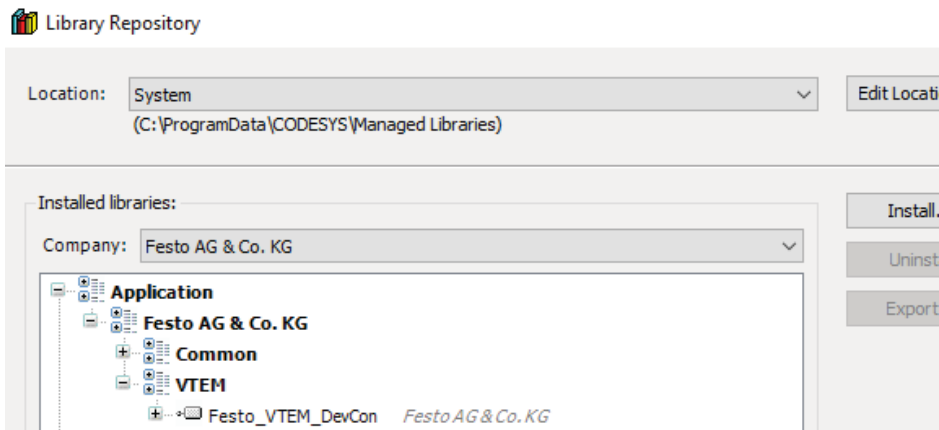 Library Repository
Location: System Edit Locati
(C:\ProgramData\CODESYS\Managed Libraries)
Installed libraries:
Install.
Company: Festo AG & Co. KG
Uninst
Application
Export
Festo AG & Co. KG
Common
VTEM
Festo_VTEM_DevCon Festo AG & Co. KG